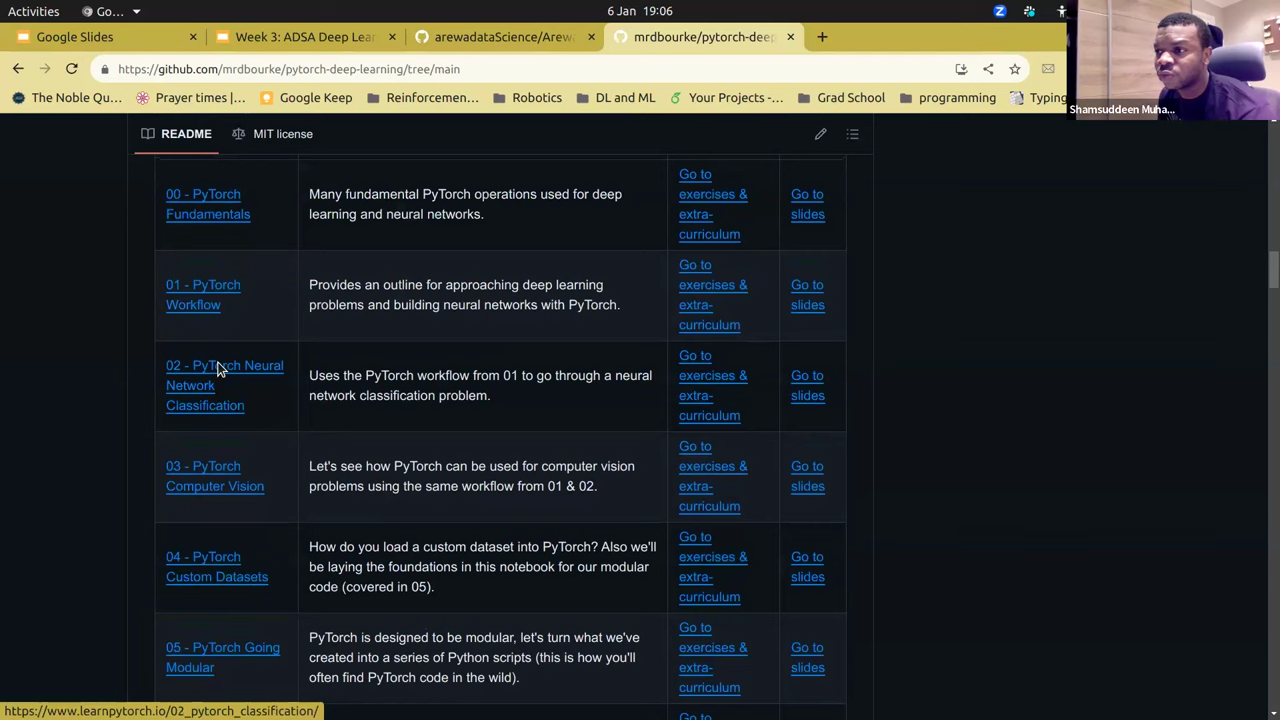 Activities
Go...
6 Jan 19:06
Google Slides
Week 3: ADSA Deep Lear
arewadataScience/Arew
mrdbourke/pytorch-deep
https://github.com/mrdbourke/pytorch-deep-learning/tree/main
The Noble Qu...
Prayer times |...
Google Keep
Reinforcemen...
Robotics
DL and ML
Your Projects -...
Grad School
programming
Typing
Shamsuddeen Muha...
README
MIT license
00 - PyTorch
Fundamentals
Many fundamental PyTorch operations used for deep
learning and neural networks.
Go to
exercises &
extra-
curriculum
Go to
slides
01 - PyTorch
Workflow
Provides an outline for approaching deep learning
problems and building neural networks with PyTorch.
Go to
exercises &
extra-
curriculum
Go to
slides
02 - PyTorch Neural
Network
Classification
Uses the PyTorch workflow from 01 to go through a neural
network classification problem.
Go to
exercises &
extra-
curriculum
Go to
slides
03 - PyTorch
Computer Vision
Let's see how PyTorch can be used for computer vision
problems using the same workflow from 01 & 02.
Go to
exercises &
extra-
curriculum
Go to
slides
04 - PyTorch
Custom Datasets
How do you load a custom dataset into PyTorch? Also we'll
be laying the foundations in this notebook for our modular
code (covered in 05).
Go to
exercises &
extra-
curriculum
Go to
slides
05 - PyTorch Going
Modular
PyTorch is designed to be modular, let's turn what we've
created into a series of Python scripts (this is how you'll
often find PyTorch code in the wild).
Go to
exercises &
extra-
curriculum
Go to
slides
Go to
https://www.learnpytorch.io/02_pytorch_classification/